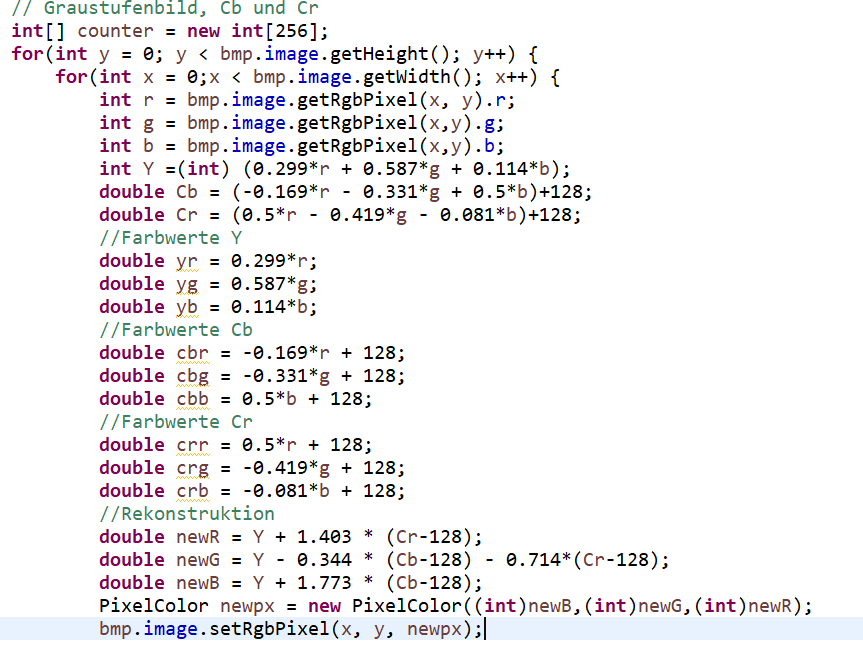 // Graustufenbild, Cb und Cr
int[] counter = new int[256];
for(int y = 0; y < bmp.image.getHeight(); y++) {
    for(int x = 0;x < bmp.image.getWidth(); x++) {
        int r = bmp.image.getRgbPixel(x, y).r;
        int g = bmp.image.getRgbPixel(x,y).g;
        int b = bmp.image.getRgbPixel(x,y).b;
        int Y =(int) (0.299*r + 0.587*g + 0.114*b);
        double Cb = (-0.169*r - 0.331*g + 0.5*b)+128;
        double Cr = (0.5*r - 0.419*g - 0.081*b)+128;
        //Farbwerte Y
        double yr = 0.299*r;
        double yg = 0.587*g;
        double yb = 0.114*b;
        //Farbwerte Cb
        double cbr = -0.169*r + 128;
        double cbg = -0.331*g + 128;
        double cbb = 0.5*b + 128;
        //Farbwerte Cr
        double crr = 0.5*r + 128;
        double crg = -0.419*g + 128;
        double crb = -0.081*b + 128;
        //Rekonstruktion
        double newR = Y + 1.403 * (Cr-128);
        double newG = Y - 0.344 * (Cb-128) - 0.714*(Cr-128);
        double newB = Y + 1.773 * (Cb-128);
        PixelColor newpx = new PixelColor((int)newB,(int)newG,(int)newR);
        bmp.image.setRgbPixel(x, y, newpx);